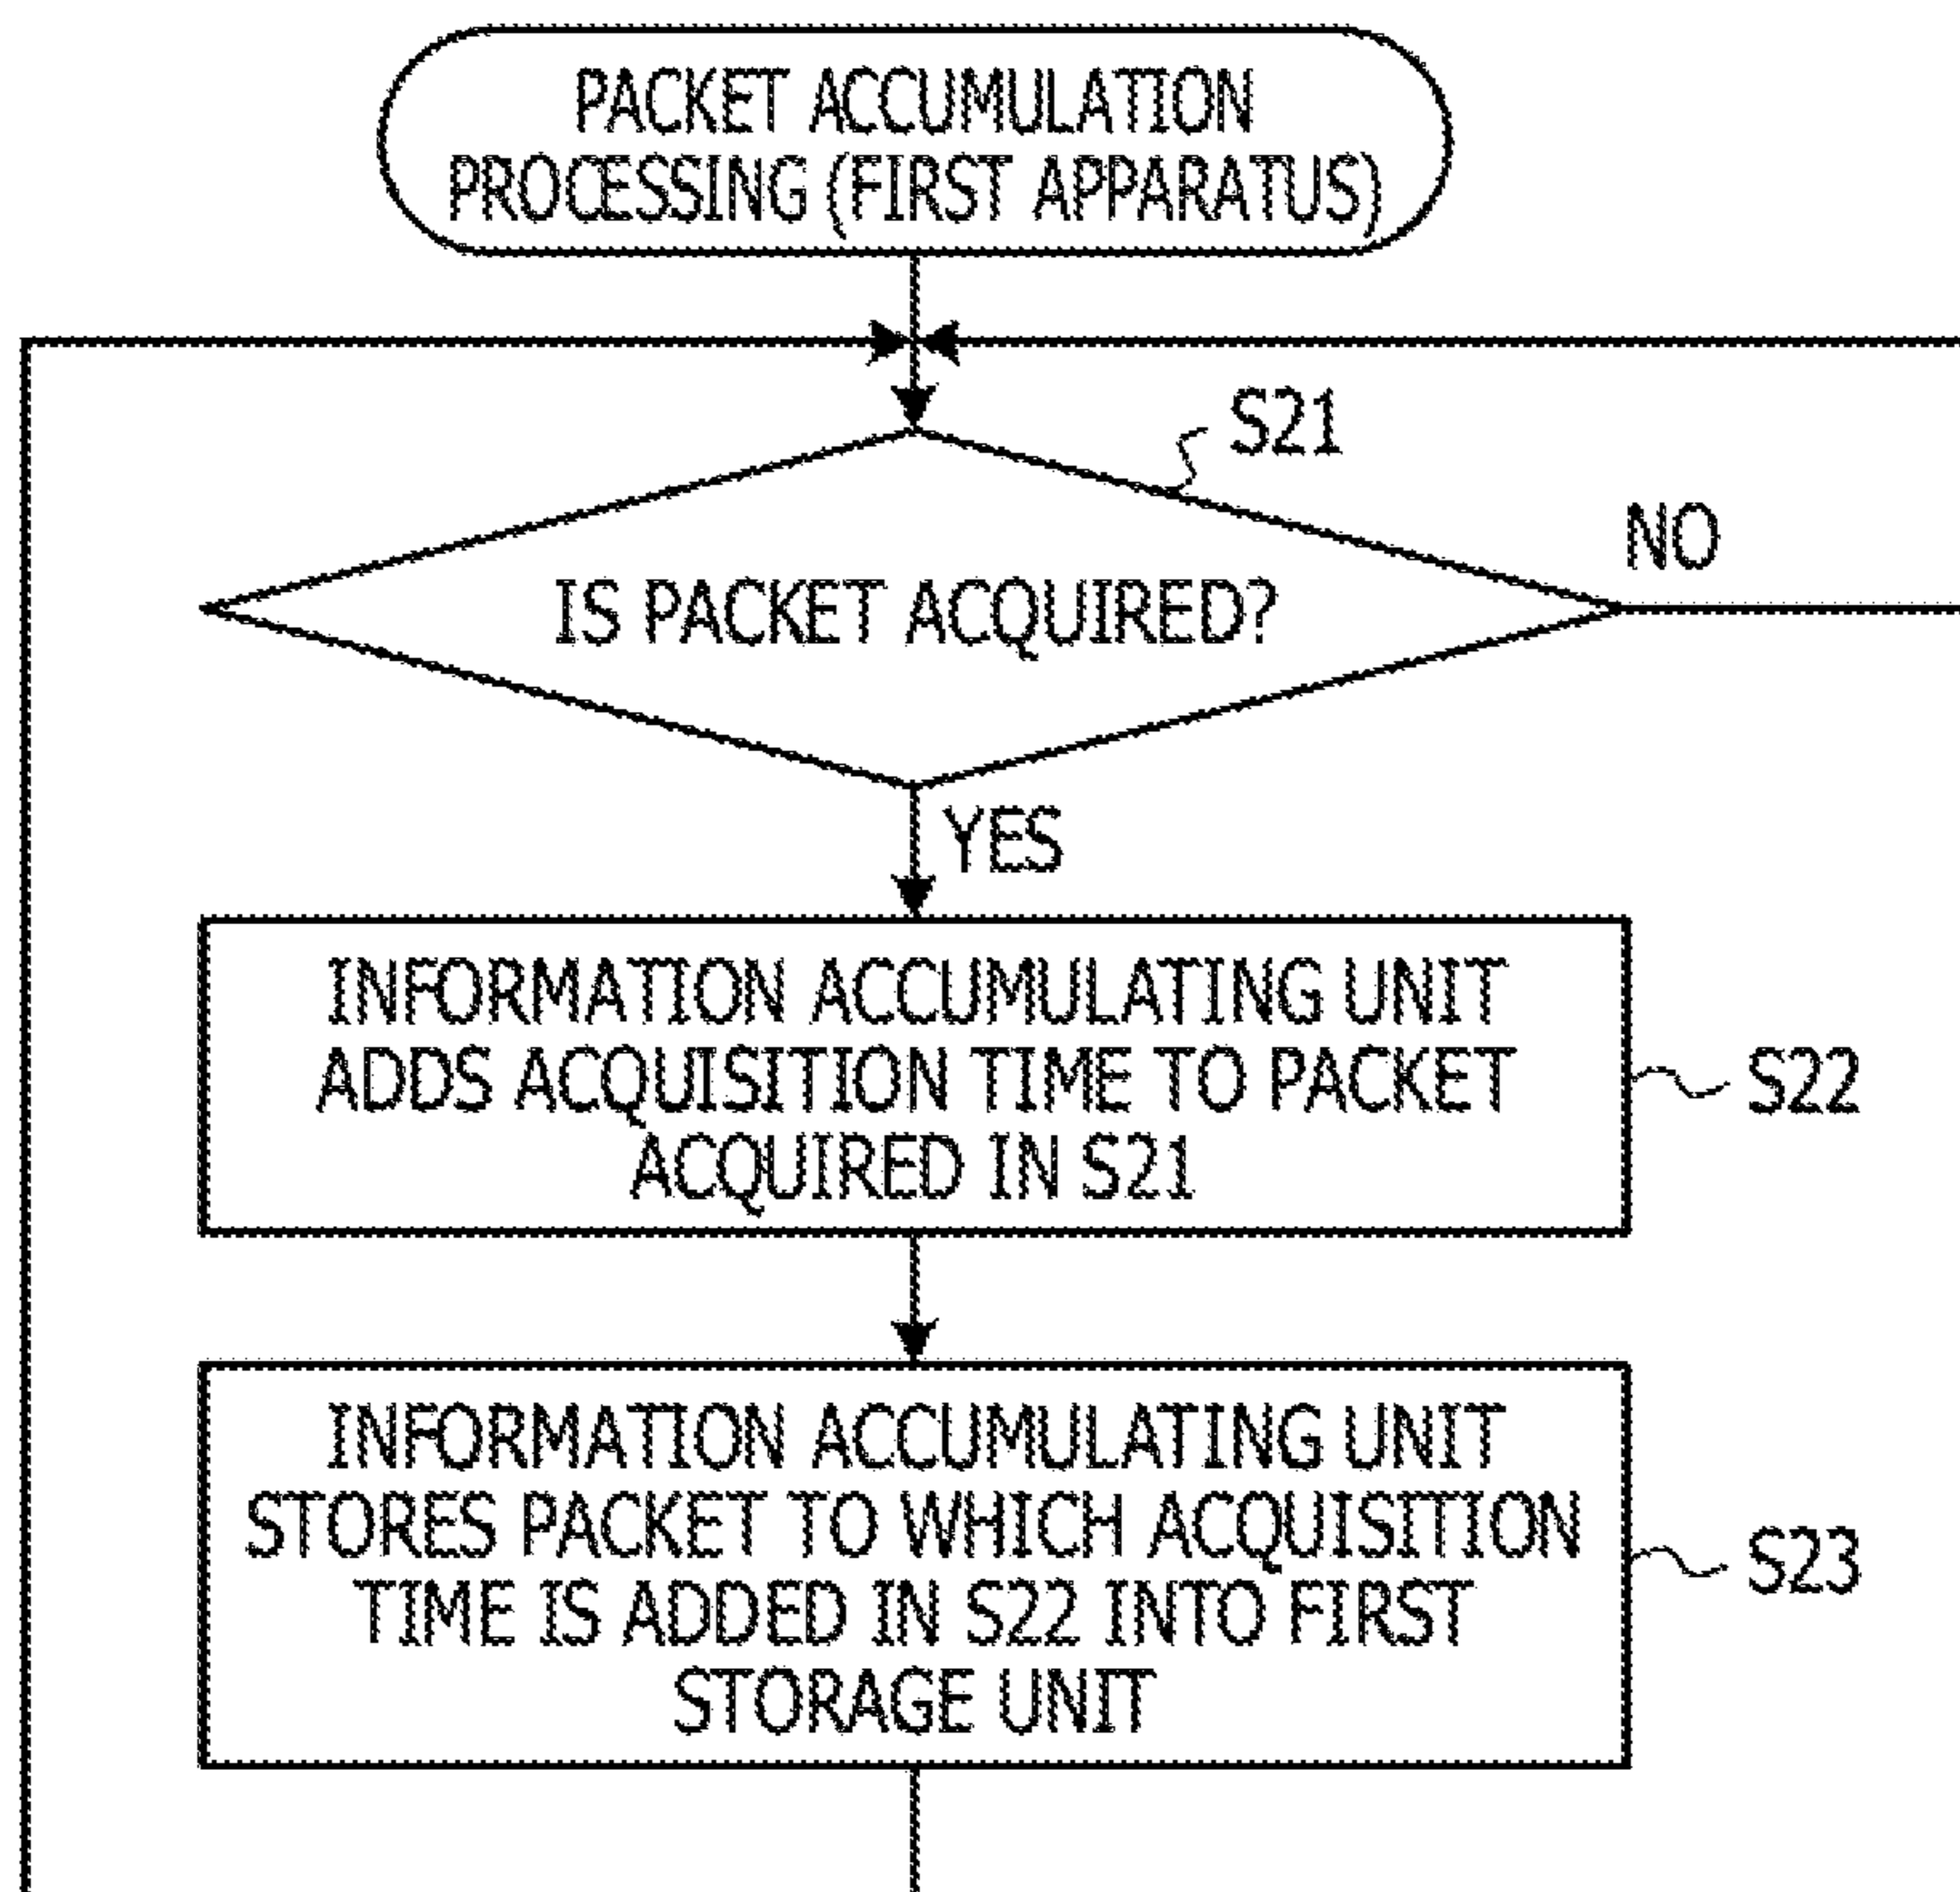 PACKET ACCUMULATION
PROCESSING (FIRST APPARATUS)
S21
NO
IS PACKET ACQUIRED?
YES
INFORMATION ACCUMULATING UNIT
ADDS ACQUISITION TIME TO PACKET
ACQUIRED IN S21
S22
INFORMATION ACCUMULATING UNIT
STORES PACKET TO WHICH ACQUISITION
TIME IS ADDED IN S22 INTO FIRST
STORAGE UNIT
S23